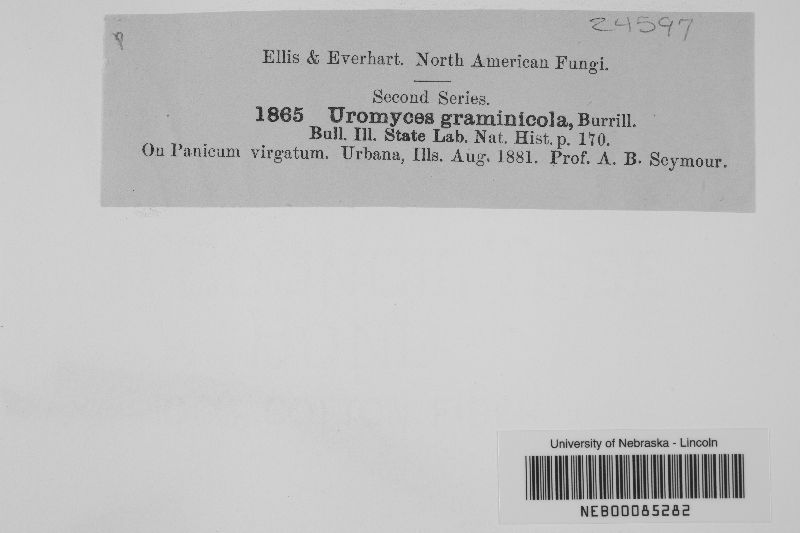 24597
Ellis & Everhart. North American Fungi.
Second Series.
1865 Uromyces graminicola, Burrill.
Bull. Ill. State Lab. Nat. Hist. p. 170.
On Panicum virgatum. Urbana, Ills. Aug. 1881. Prof. A. B. Seymour.
University of Nebraska - Lincoln
NEB00085282